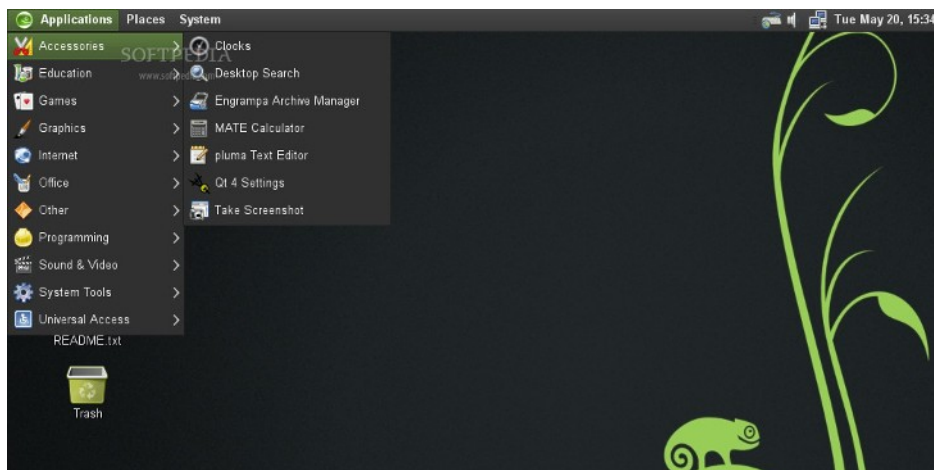 Applications Places System Tue May 20, 15:34
Accessories
Education
Games
Graphics
Internet
Office
Other
Programming
Sound & Video
System Tools
Universal Access
Clocks
Desktop Search
Engrampa Archive Manager
MATE Calculator
pluma Text Editor
Qt 4 Settings
Take Screenshot
SOFTPEDIA
README.txt
Trash